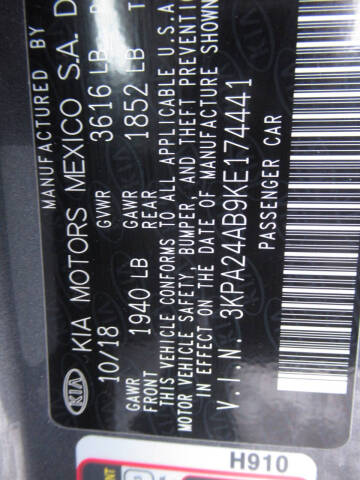 MANUFACTURED BY
KIA KIA MOTORS MEXICO S.A. D
10/18 GVWR 3616 LB
GAWR FRONT 1940 LB GAWR REAR 1852 LB
THIS VEHICLE CONFORMS TO ALL APPLICABLE U.S.A
MOTOR VEHICLE SAFETY, BUMPER, AND THEFT PREVENTI
IN EFFECT ON THE DATE OF MANUFACTURE SHOWN
V.I.N. 3KPA24AB9KE174441
PASSENGER CAR
H910